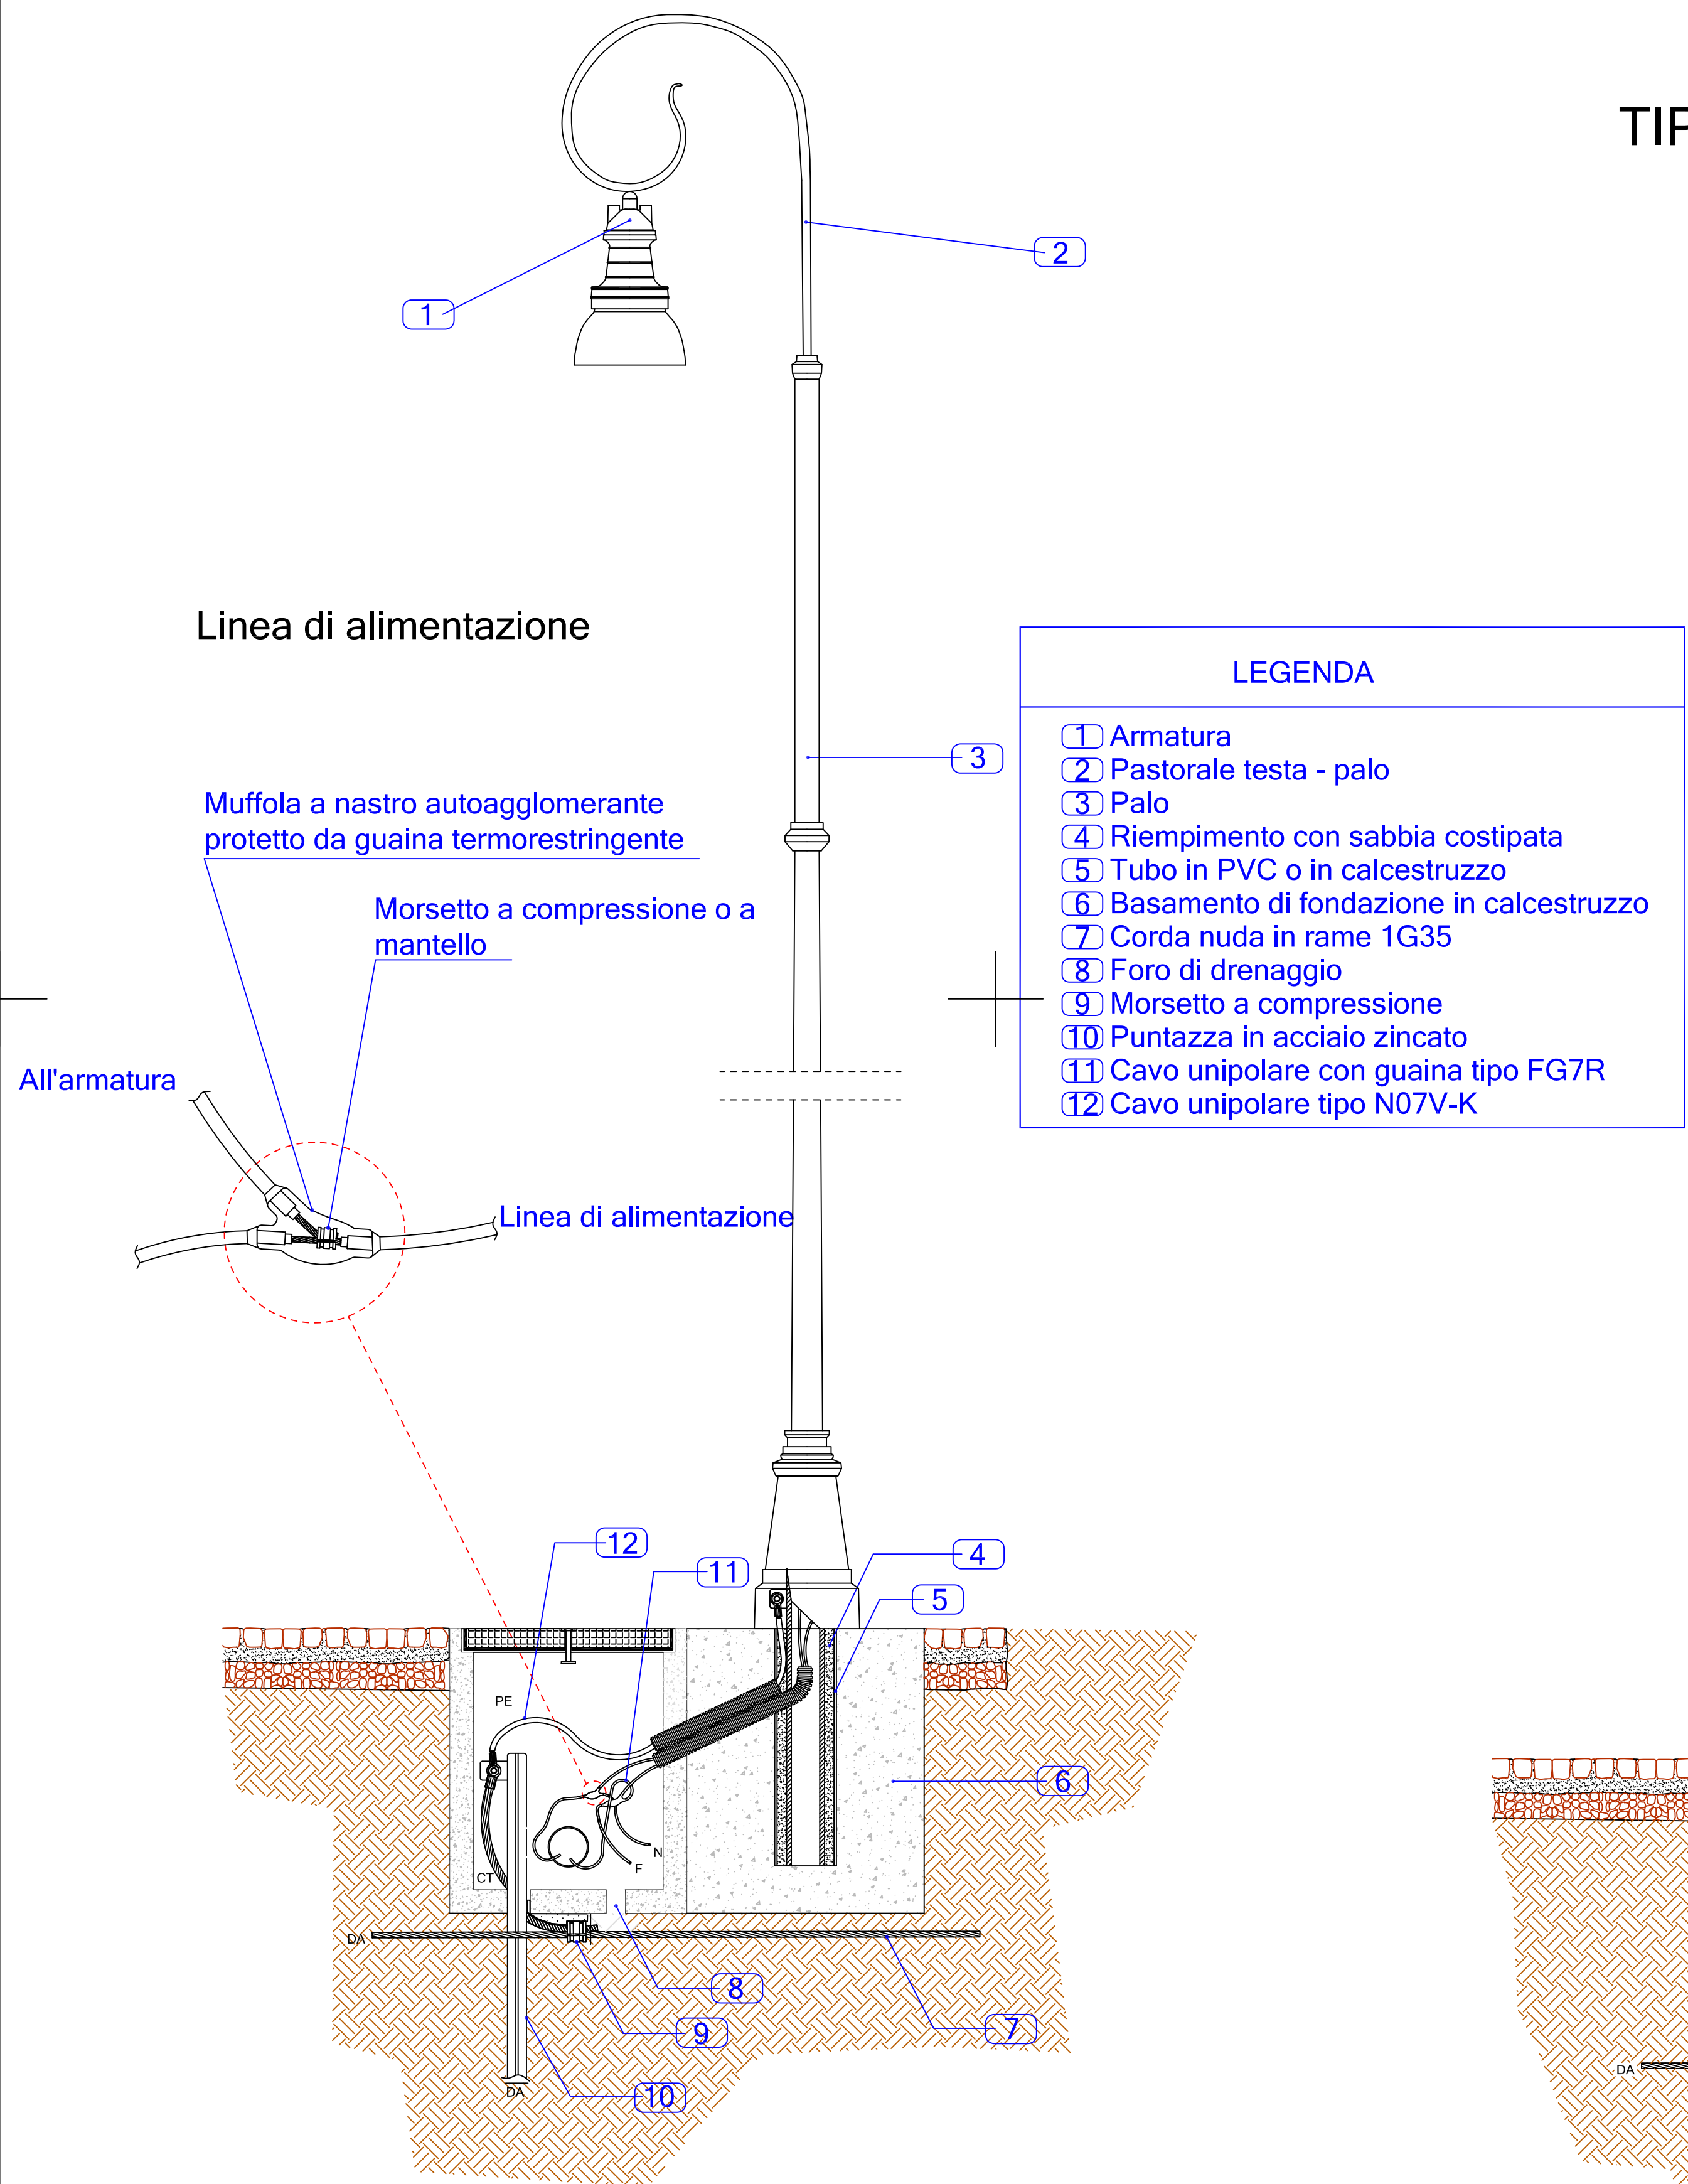 TIP
1
2
Linea di alimentazione
LEGENDA
1 Armatura
2 Pastorale testa - palo
3 Palo
4 Riempimento con sabbia costipata
5 Tubo in PVC o in calcestruzzo
6 Basamento di fondazione in calcestruzzo
7 Corda nuda in rame 1G35
8 Foro di drenaggio
9 Morsetto a compressione
10 Puntazza in acciaio zincato
11 Cavo unipolare con guaina tipo FG7R
12 Cavo unipolare tipo N07V-K
3
Muffola a nastro autoagglomerante
protetto da guaina termorestringente
Morsetto a compressione o a
mantello
All'armatura
Linea di alimentazione
12
11
4
5
PE
6
N
F
CT
DA
8
9
7
10
DA
DA